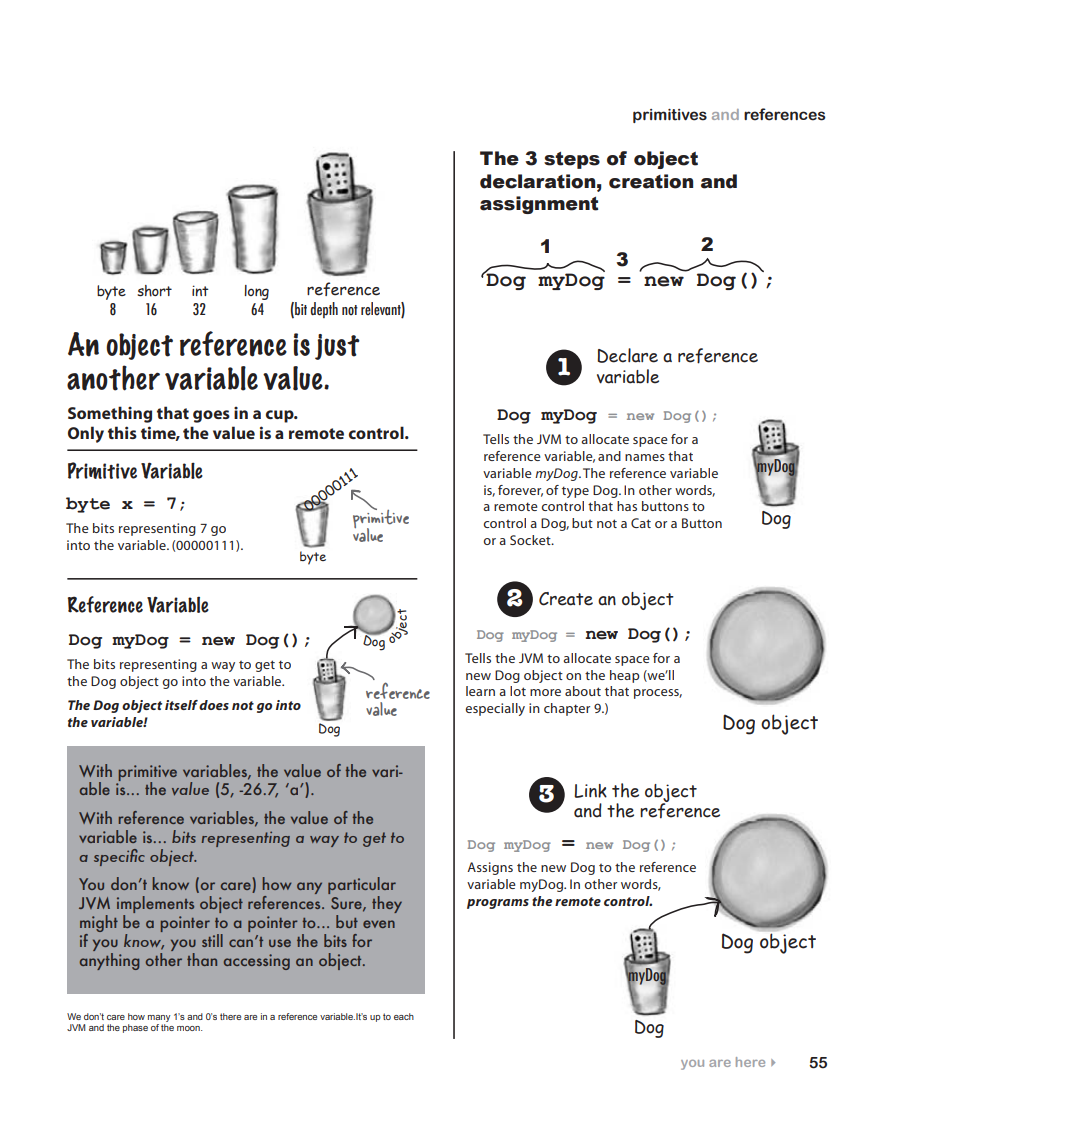 primitives and references
byte short int long reference
8 16 32 64 (bit depth not relevant)
An object reference is just
another variable value.
Something that goes in a cup.
Only this time, the value is a remote control.
Primitive Variable
byte x = 7;
The bits representing 7 go
into the variable. (00000111).
00000111
primitive
value
byte
Reference Variable
Dog myDog = new Dog();
The bits representing a way to get to
the Dog object go into the variable.
The Dog object itself does not go into
the variable!
Dog object
reference
value
Dog
With primitive variables, the value of the vari-
able is... the value (5, -26.7, ‘a’).
With reference variables, the value of the
variable is... bits representing a way to get to
a specific object.
You don’t know (or care) how any particular
JVM implements object references. Sure, they
might be a pointer to a pointer to... but even
if you know, you still can’t use the bits for
anything other than accessing an object.
We don’t care how many 1’s and 0’s there are in a reference variable.It’s up to each
JVM and the phase of the moon.
The 3 steps of object
declaration, creation and
assignment
1 3 2
Dog myDog = new Dog();
1 Declare a reference
variable
Dog myDog = new Dog();
Tells the JVM to allocate space for a
reference variable, and names that
variable myDog. The reference variable
is, forever, of type Dog. In other words,
a remote control that has buttons to
control a Dog, but not a Cat or a Button
or a Socket.
myDog
Dog
2 Create an object
Dog myDog = new Dog();
Tells the JVM to allocate space for a
new Dog object on the heap (we’ll
learn a lot more about that process,
especially in chapter 9.)
Dog object
3 Link the object
and the reference
Dog myDog = new Dog();
Assigns the new Dog to the reference
variable myDog. In other words,
programs the remote control.
Dog object
myDog
Dog
you are here 55